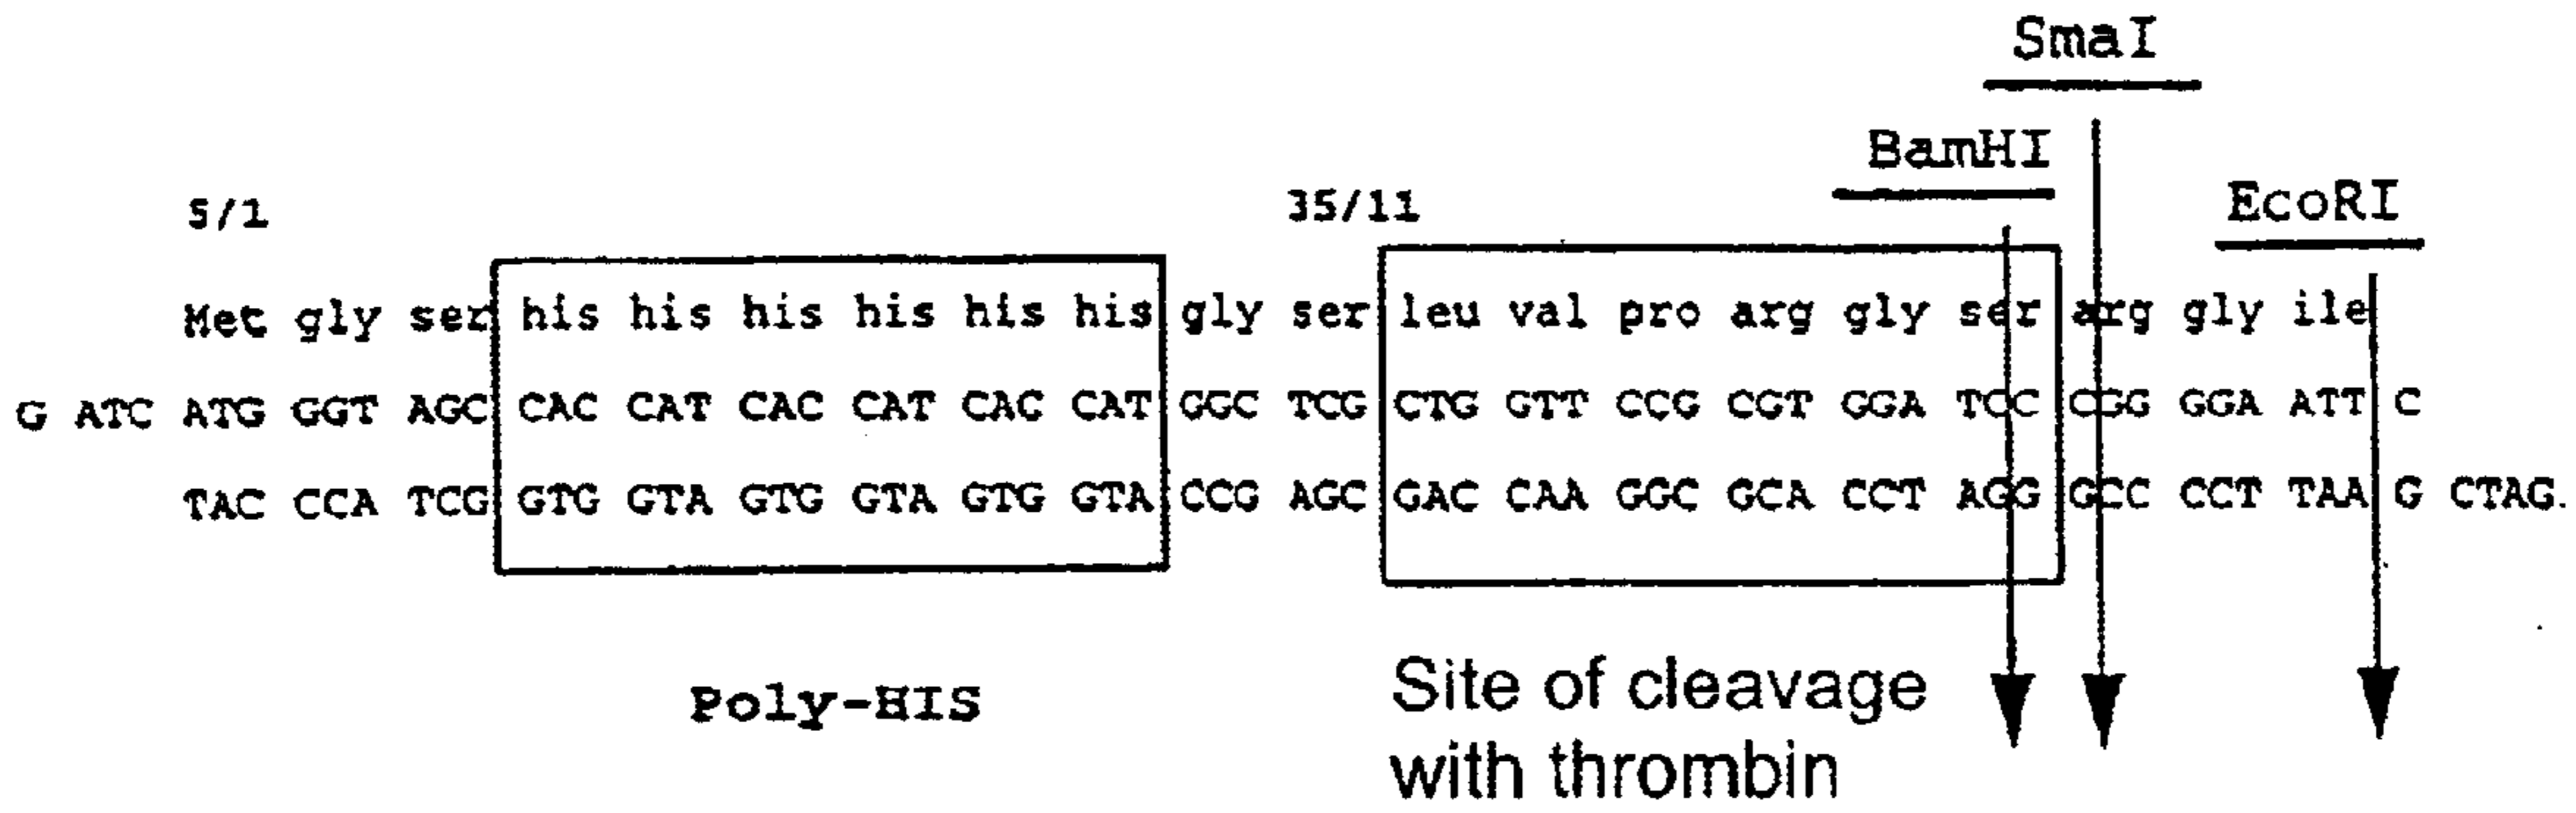 SmaI
BamHI
5/1 35/11 EcoRI
Met gly ser his his his his his his gly ser leu val pro arg gly ser arg gly ile
G ATC ATG GGT AGC CAC CAT CAC CAT CAC CAT GGC TCG CTG GTT CCG CGT GGA TCC CGG GGA ATT C
TAC CCA TCG GTG GTA GTG GTA GTG GTA CCG AGC GAC CAA GGC GCA CCT AGG GCC CCT TAA G CTAG.
Poly-HIS
Site of cleavage
with thrombin